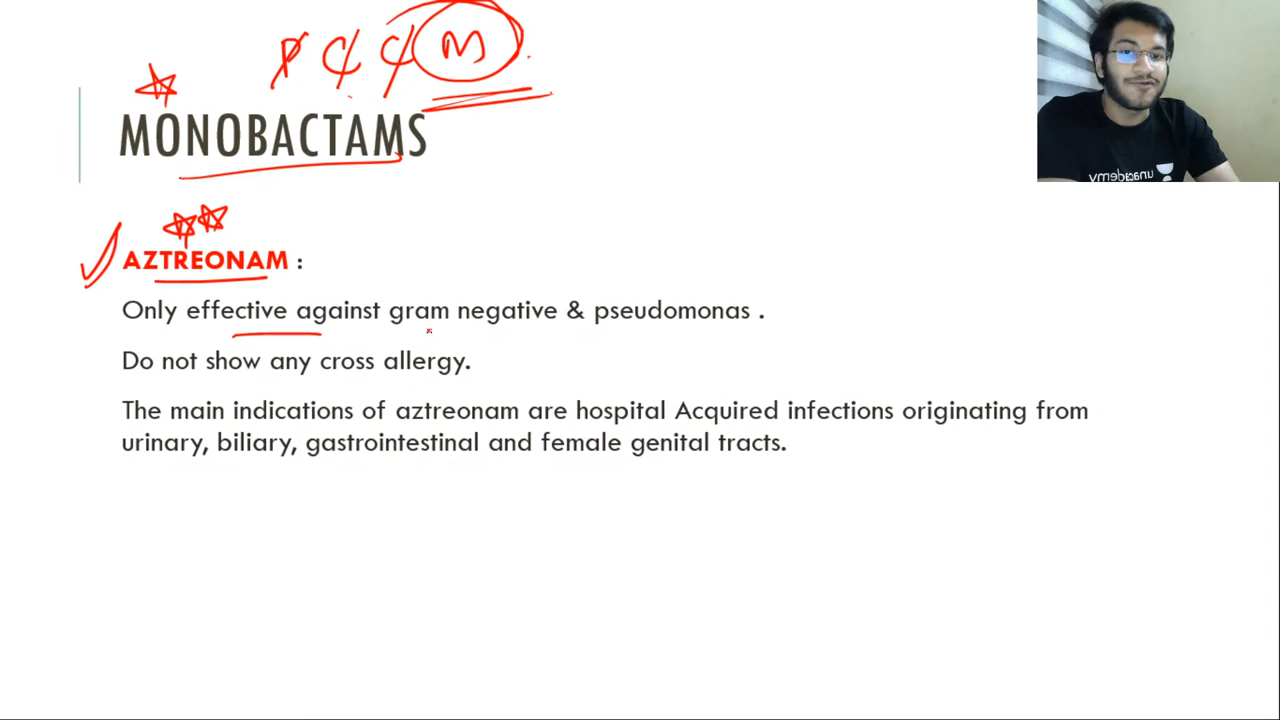 P C C M
MONOBACTAMS
AZTREONAM :
Only effective against gram negative & pseudomonas .
Do not show any cross allergy.
The main indications of aztreonam are hospital Acquired infections originating from
urinary, biliary, gastrointestinal and female genital tracts.
unacademy